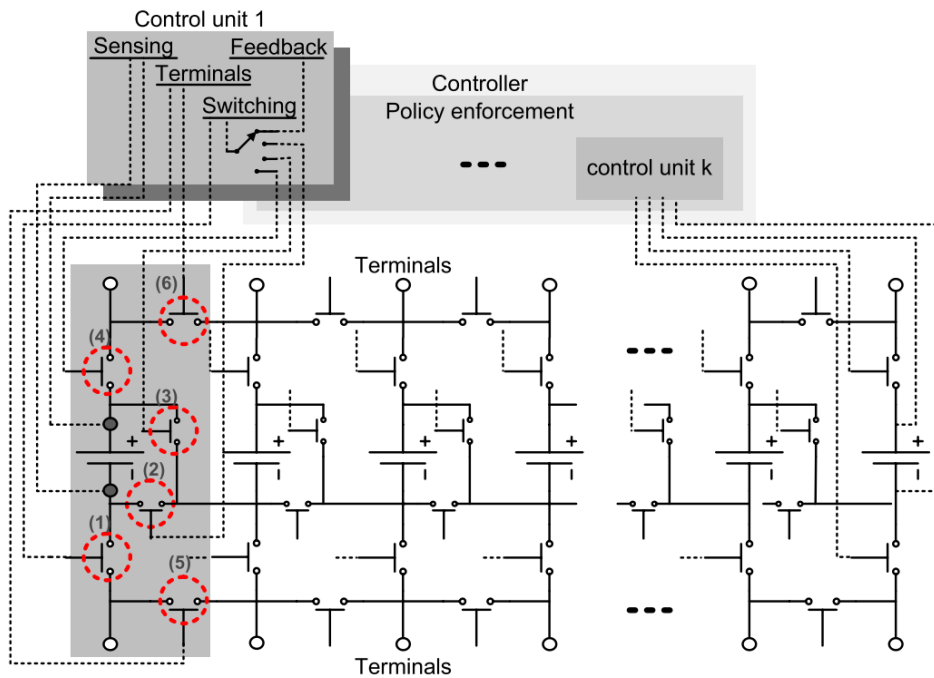 Control unit 1
Sensing
Feedback
Terminals
Switching
Controller
Policy enforcement
control unit k
Terminals
(6)
(4)
(3)
+
+
+
+
+
+
(2)
(1)
(5)
Terminals